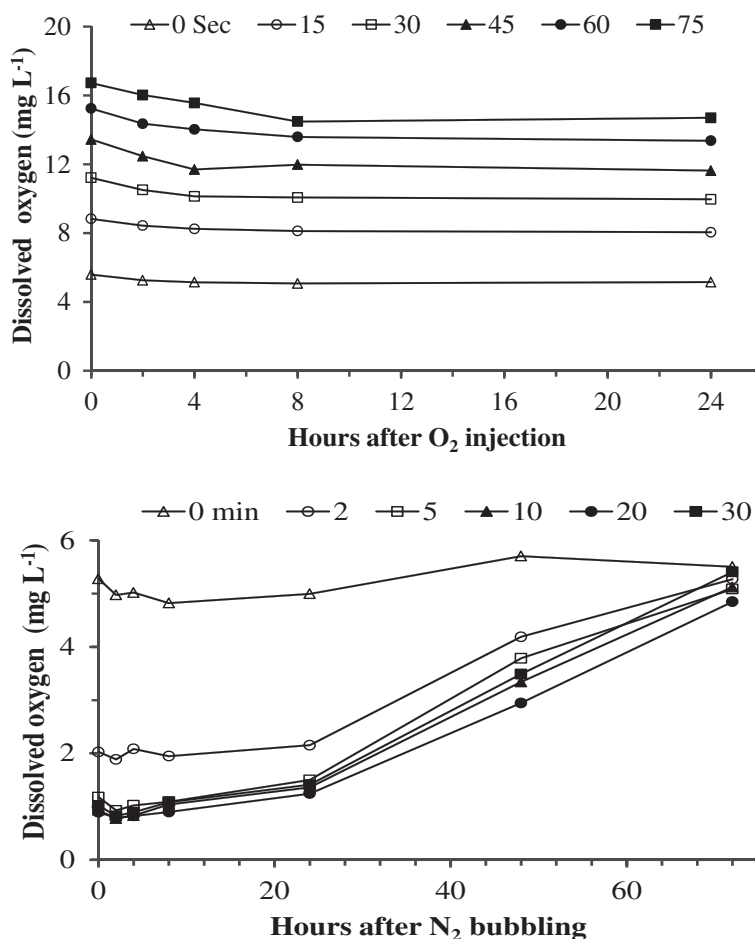 0 Sec 15 30 45 60 75
20
16
12
8
4
0
Dissolved oxygen (mg L⁻¹)
0 4 8 12 16 20 24
Hours after O₂ injection
0 min 2 5 10 20 30
6
4
2
0
Dissolved oxygen (mg L⁻¹)
0 20 40 60
Hours after N₂ bubbling